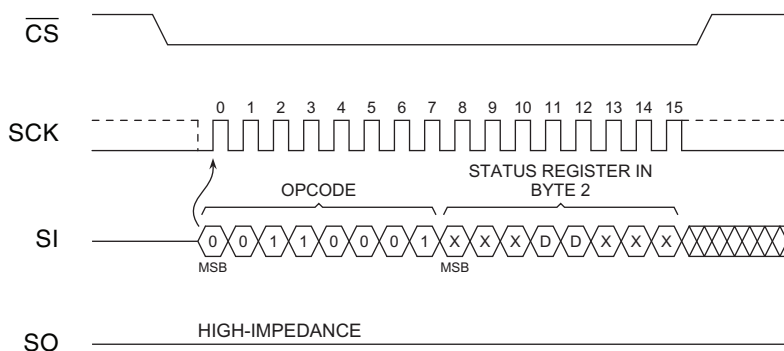 CS
0 1 2 3 4 5 6 7 8 9 10 11 12 13 14 15
SCK
STATUS REGISTER IN
BYTE 2
OPCODE
SI
0 0 1 1 0 0 0 1 X X X D D X X X
MSB MSB
HIGH-IMPEDANCE
SO